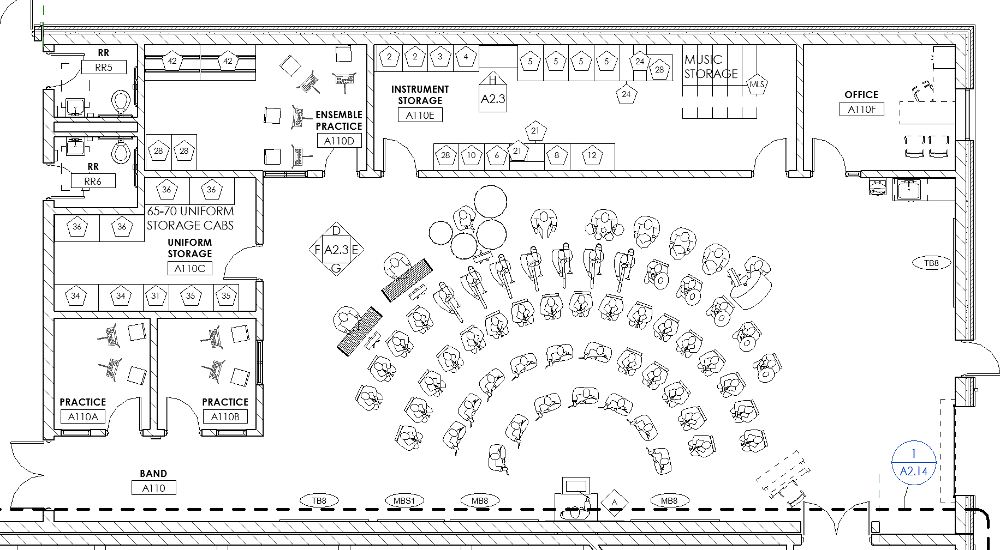 RR
RR5
42
42
2
2
3
4
5
5
5
5
24
28
24
MUSIC
STORAGE
MLS
H
A2.3
INSTRUMENT
STORAGE
A110E
OFFICE
A110F
ENSEMBLE
PRACTICE
A110D
28
28
21
28
10
6
21
8
12
RR
RR6
36
36
65-70 UNIFORM
STORAGE CABS
36
36
UNIFORM
STORAGE
A110C
D
F A2.3 E
G
TB8
34
34
31
35
35
PRACTICE
A110A
PRACTICE
A110B
1
A2.14
BAND
A110
TB8
MBS1
MB8
A
MB8